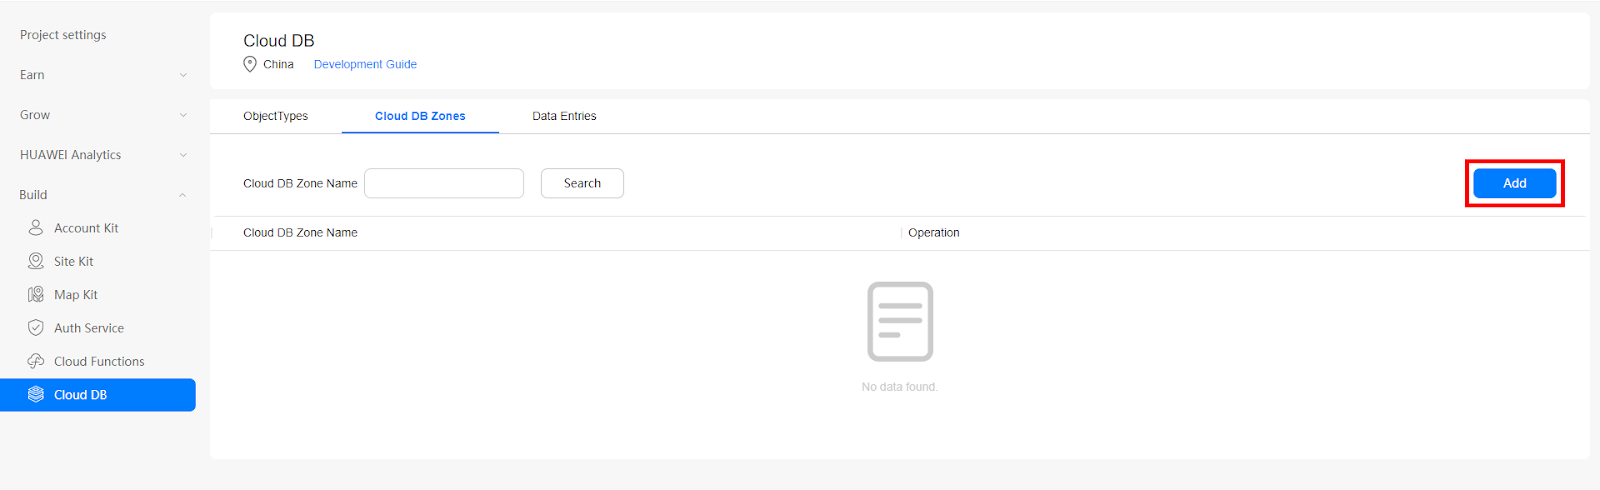 Project settings
Earn
Grow
HUAWEI Analytics
Build
Account Kit
Site Kit
Map Kit
Auth Service
Cloud Functions
Cloud DB
Cloud DB
China Development Guide
ObjectTypes Cloud DB Zones Data Entries
Cloud DB Zone Name Search Add
Cloud DB Zone Name Operation
No data found.